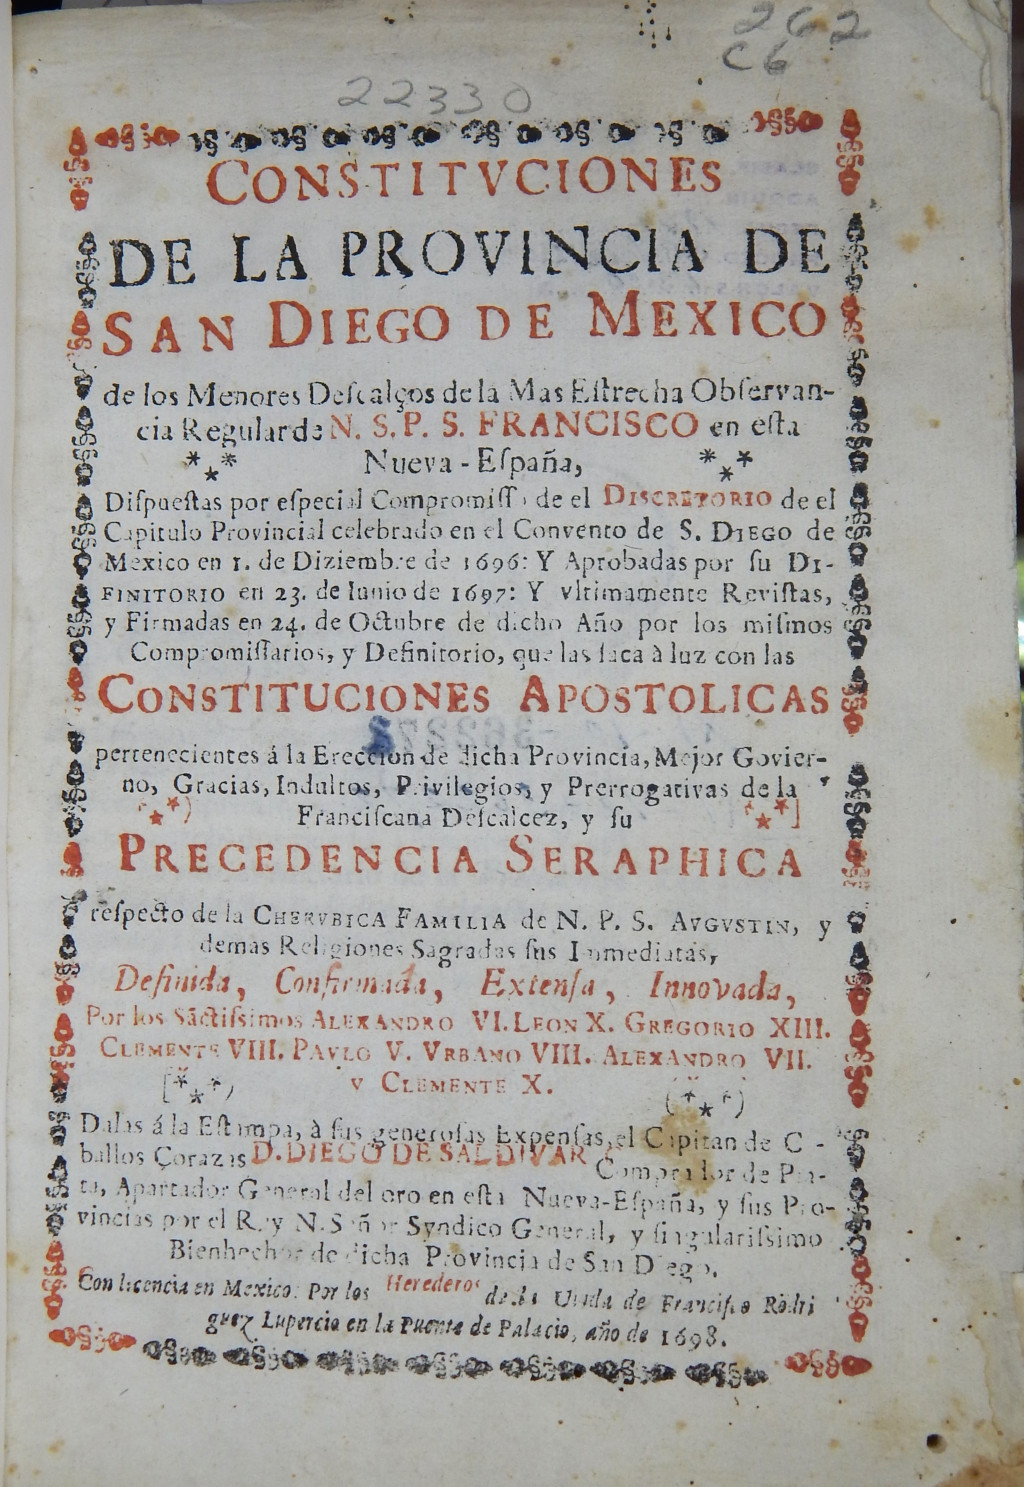 262
C6
22330
CONSTITVCIONES
DE LA PROVINCIA DE
SAN DIEGO DE MEXICO
de los Menores Deſcalços de la Mas Eſtrecha Obſervan-
cia Regular de N. S. P. S. FRANCISCO en eſta
Nueva-Eſpaña,
Diſpueſtas por eſpecial Compromiſſo de el DISCRETORIO de el
Capitulo Provincial celebrado en el Convento de S. DIEGO de
Mexico en 1. de Diziembre de 1696: Y Aprobadas por ſu DI-
FINITORIO en 23. de Iunio de 1697: Y vltimamente Reviſtas,
y Firmadas en 24. de Octubre de dicho Año por los miſmos
Compromiſſarios, y Definitorio, que las ſaca à luz con las
CONSTITUCIONES APOSTOLICAS
pertenecientes á la Ereccion de dicha Provincia, Mejor Govier-
no, Gracias, Indultos, Privilegios, y Prerrogativas de la
Franciſcana Deſcalcez, y ſu
PRECEDENCIA SERAPHICA
reſpecto de la CHERVBICA FAMILIA de N. P. S. AVGVSTIN, y
demas Religiones Sagradas ſus Immediatas,
Definida, Confirmada, Extenſa, Innovada,
Por los Sãctiſsimos ALEXANDRO VI. LEON X. GREGORIO XIII.
CLEMENTE VIII. PAVLO V. VRBANO VIII. ALEXANDRO VII.
Y CLEMENTE X.
Dalas á la Eſtampa, à ſus generoſas Expenſas, el Capitan de C -
ballos Corazas D. DIEGO DE SALDIVAR Comprador de Pla-
ta, Apartador General del oro en eſta Nueva-Eſpaña, y ſus Pro-
vincias por el Rey N. Señor Syndico General, y ſingulariſsimo
Bienhechor de dicha Provincia de San Diego.
Con licencia en Mexico: Por los Herederos de la Viuda de Franciſco Rodri
guez Lupercio en la Puente de Palacio, año de 1698.